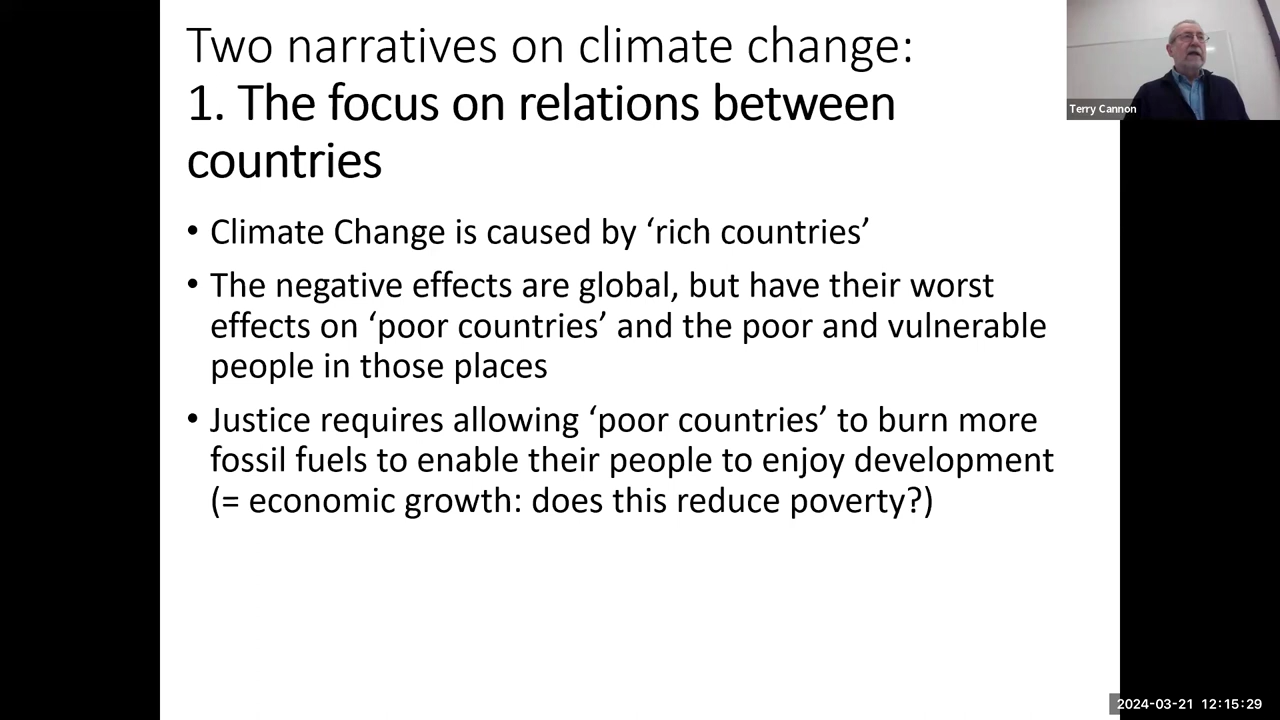 Two narratives on climate change:
1. The focus on relations between
countries
• Climate Change is caused by ‘rich countries’
• The negative effects are global, but have their worst
effects on ‘poor countries’ and the poor and vulnerable
people in those places
• Justice requires allowing ‘poor countries’ to burn more
fossil fuels to enable their people to enjoy development
(= economic growth: does this reduce poverty?)
Terry Cannon
2024-03-21 12:15:29